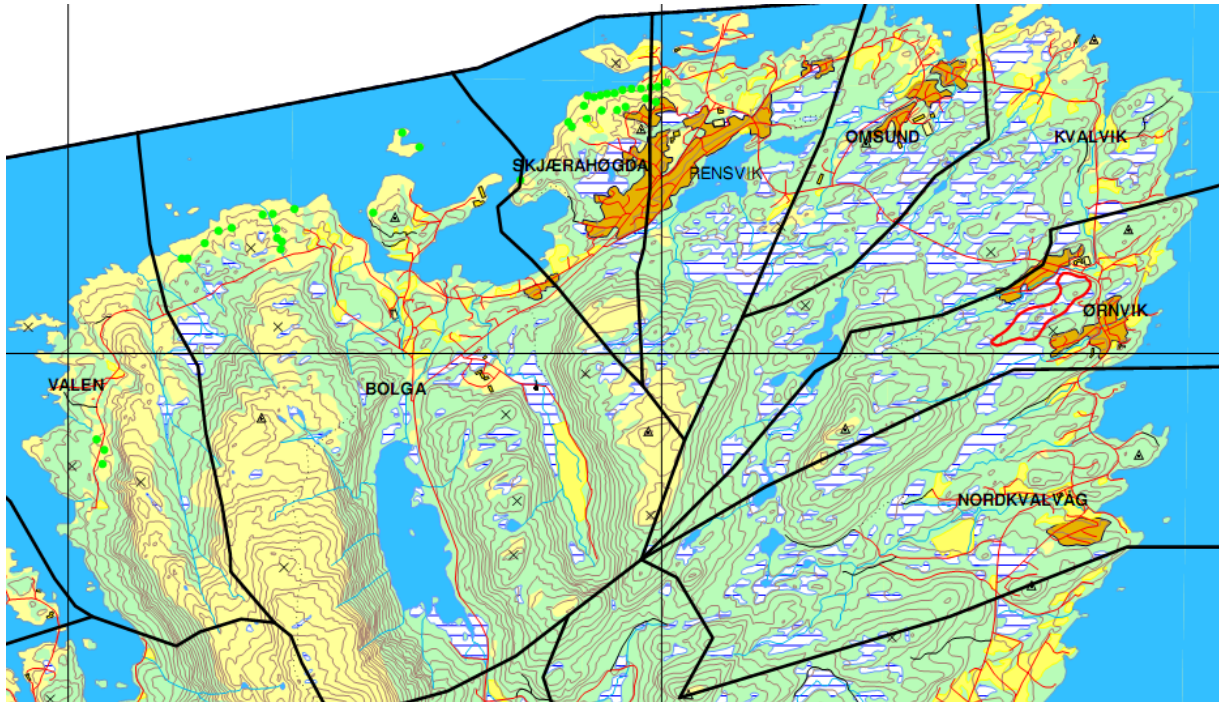 OMSUND
KVALVIK
SKJÆRAHØGDA
RENSVIK
ØRNVIK
VALEN
BOLGA
NORDKVALVÅG